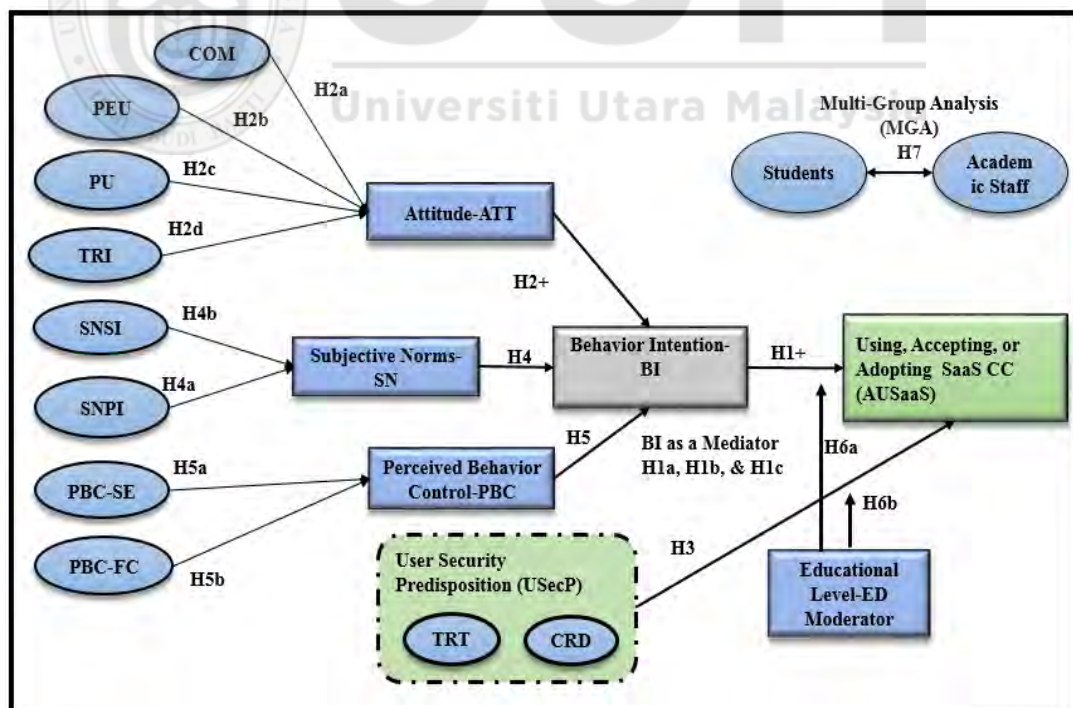 COM
H2a
PEU
H2b
Universiti Utara Malaysia
Multi-Group Analysis
(MGA)
H7
Students
Academ
ic Staff
PU
H2c
Attitude-ATT
TRI
H2d
H2+
SNSI
H4b
Subjective Norms-
SN
H4
Behavior Intention-
BI
H1+
Using, Accepting, or
Adopting SaaS CC
(AUSaaS)
SNPI
H4a
H5
BI as a Mediator
H1a, H1b, & H1c
H6a
PBC-SE
H5a
Perceived Behavior
Control-PBC
H6b
PBC-FC
H5b
H3
User Security
Predisposition (USecP)
TRT
CRD
Educational
Level-ED
Moderator